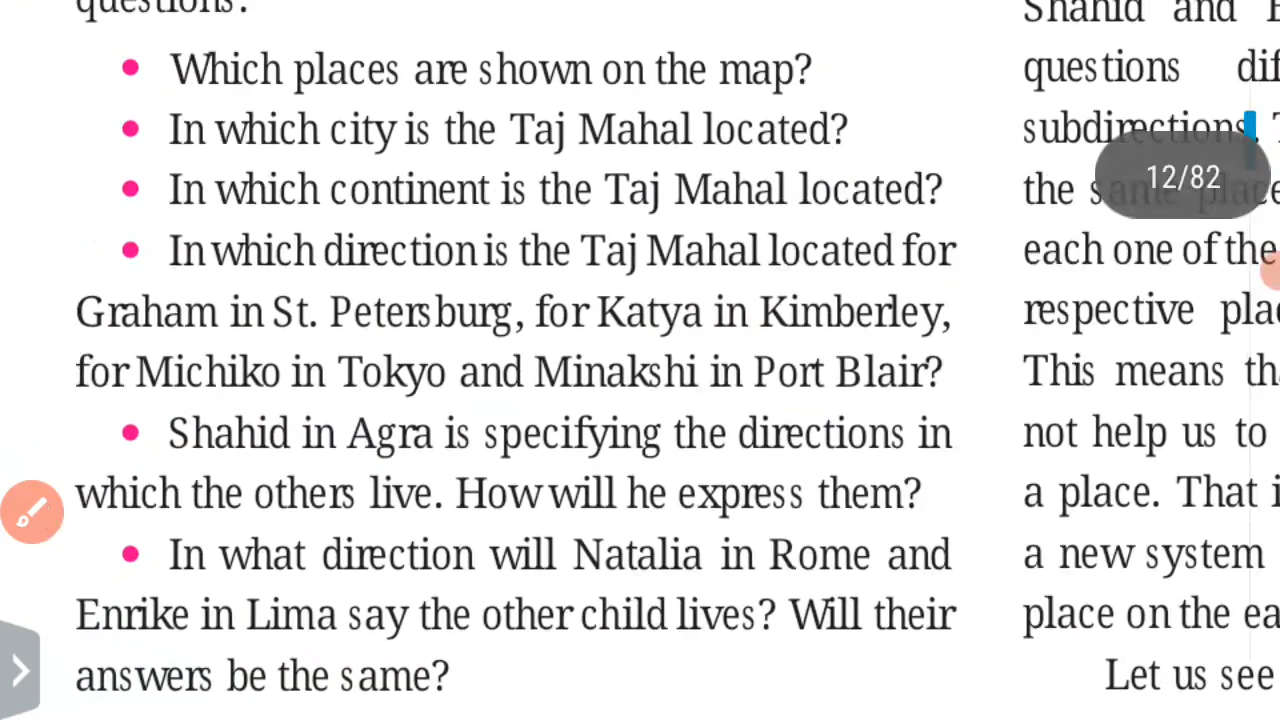 questions.
Which places are shown on the map?
In which city is the Taj Mahal located?
In which continent is the Taj Mahal located?
In which direction is the Taj Mahal located for
Graham in St. Petersburg, for Katya in Kimberley,
for Michiko in Tokyo and Minakshi in Port Blair?
Shahid in Agra is specifying the directions in
which the others live. How will he express them?
In what direction will Natalia in Rome and
Enrike in Lima say the other child lives? Will their
answers be the same?
Shahid and
questions
subdirections.
the same place
each one of the
respective
This means
not help us to
a place. That
a new system
place on the
Let us see
12/82